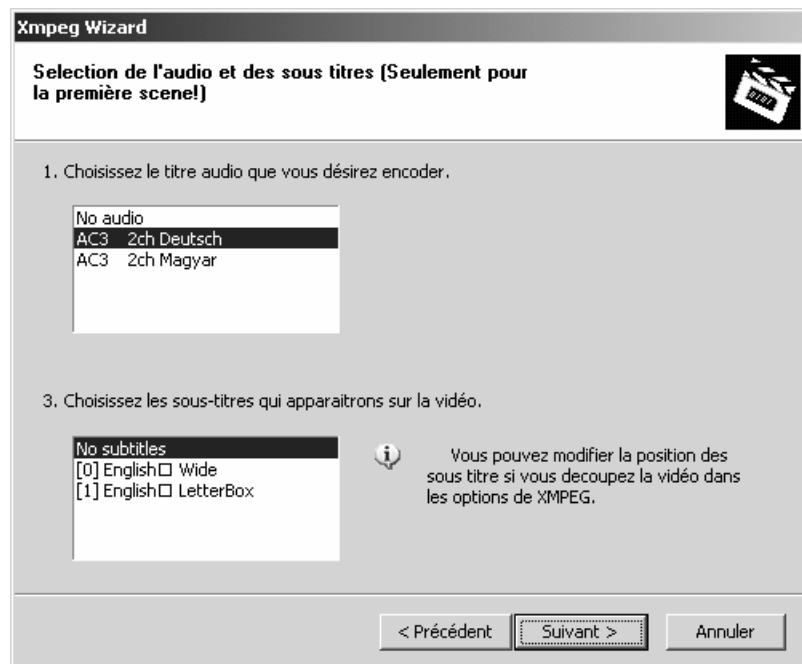 Xmpeg Wizard
Selection de l'audio et des sous titres (Seulement pour
la première scene!)
1. Choisissez le titre audio que vous désirez encoder.
No audio
AC3 2ch Deutsch
AC3 2ch Magyar
3. Choisissez les sous-titres qui apparaitrons sur la vidéo.
No subtitles
[0] English□ Wide
[1] English□ LetterBox
Vous pouvez modifier la position des
sous titre si vous decoupez la vidéo dans
les options de XMPEG.
< Précédent
Suivant >
Annuler